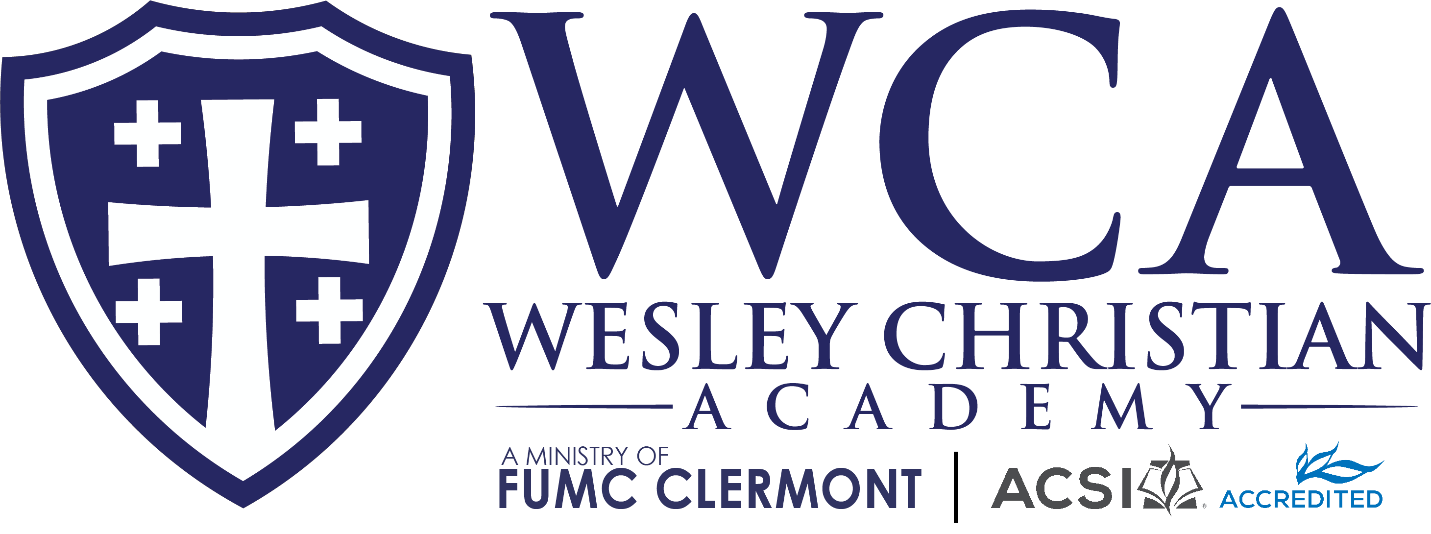 WCA
WESLEY CHRISTIAN
ACADEMY
A MINISTRY OF
FUMC CLERMONT
ACSI ®
ACCREDITED